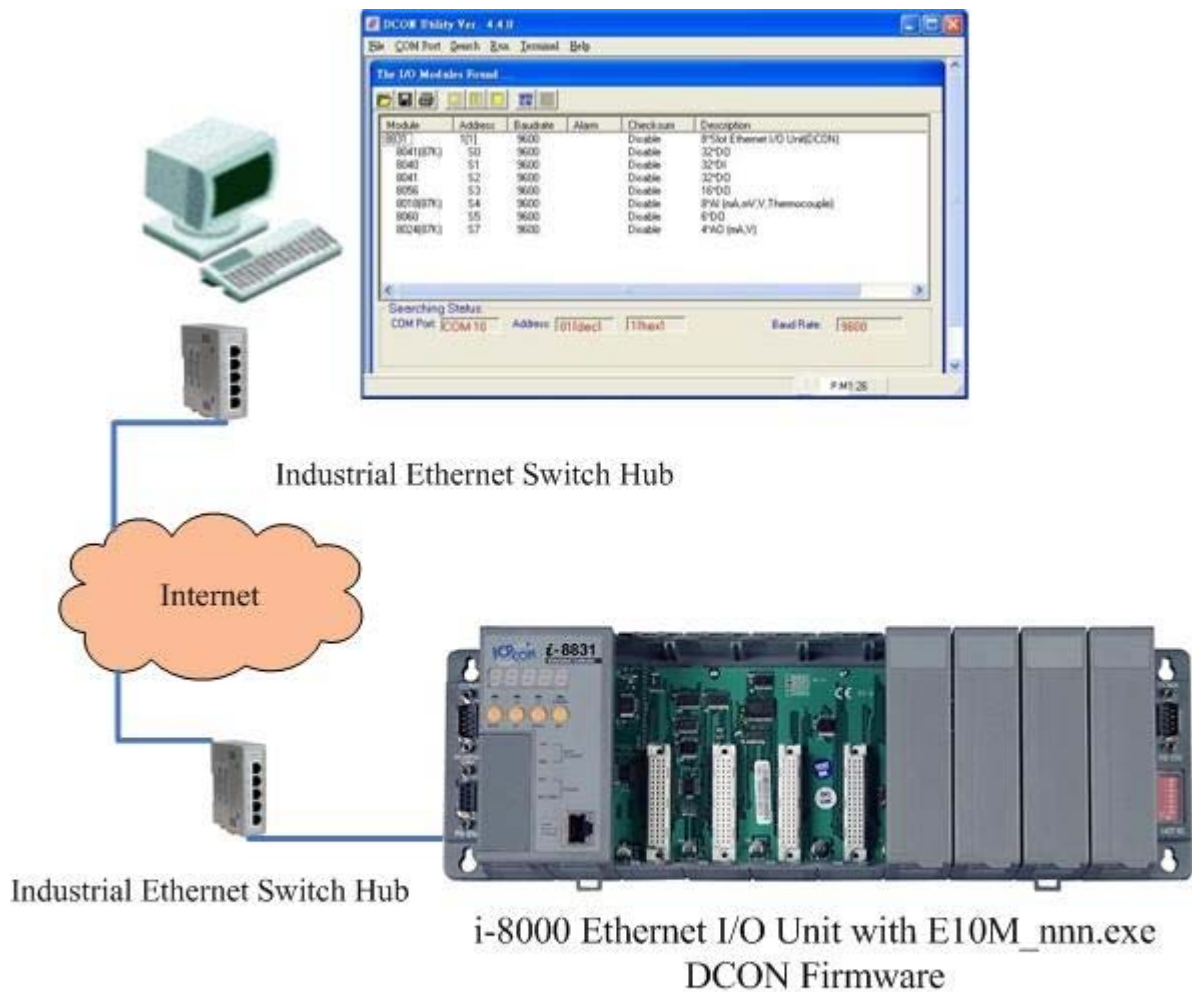 DCON Utility Ver. 4.4.0
File COM Port Search Run Terminal Help
The I/O Modules Found ...
Module Address Baudrate Alarm Checksum Description
8831 1[1] 9600 Disable 8*Slot Ethernet I/O Unit(DCON)
8041(87K) S0 9600 Disable 32*DO
8040 S1 9600 Disable 32*DI
8041 S2 9600 Disable 32*DO
8056 S3 9600 Disable 16*DO
8018(87K) S4 9600 Disable 8*AI (mA,mV,V,Thermocouple)
8060 S5 9600 Disable 6*DO
8024(87K) S7 9600 Disable 4*AO (mA,V)
Searching Status:
COM Port: COM 10 Address: 01[dec] 1[hex] Baud Rate: 9600
PM1:26
Industrial Ethernet Switch Hub
Internet
ICP CON i-8831
CE
Industrial Ethernet Switch Hub
i-8000 Ethernet I/O Unit with E10M_nnn.exe
DCON Firmware